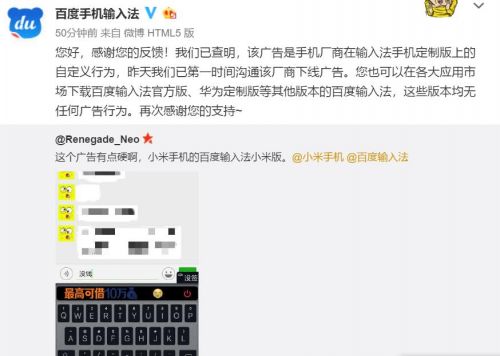 百度手机输入法
50分钟前 来自 微博 HTML5 版
您好，感谢您的反馈！我们已查明，该广告是手机厂商在输入法手机定制版上的
自定义行为，昨天我们已第一时间沟通该厂商下线广告。您也可以在各大应用市
场下载百度输入法官方版、华为定制版等其他版本的百度输入法，这些版本均无
任何广告行为。再次感谢您的支持~
@Renegade_Neo
这个广告有点硬啊，小米手机的百度输入法小米版。@小米手机 @百度输入法
没钱
没签
最高可借10万
Q W E R T Y U I O P
A S D F G H J K L
Z X C V B N M